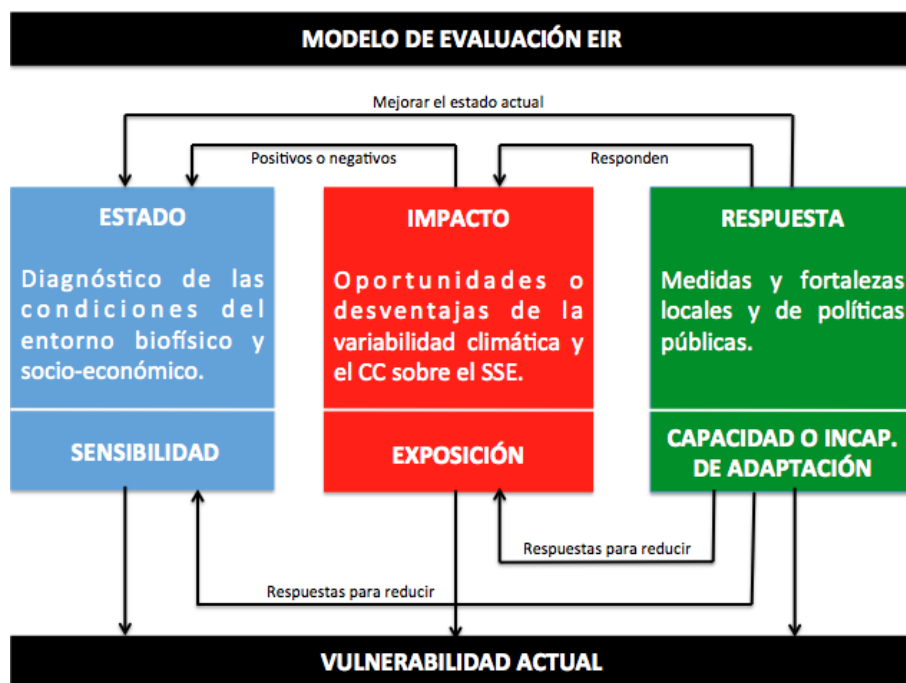 MODELO DE EVALUACIÓN EIR
Mejorar el estado actual
Positivos o negativos
Responden
ESTADO
Diagnóstico de las
condiciones del
entorno biofísico y
socio-económico.
SENSIBILIDAD
IMPACTO
Oportunidades o
desventajas de la
variabilidad climática y
el CC sobre el SSE.
EXPOSICIÓN
RESPUESTA
Medidas y fortalezas
locales y de políticas
públicas.
CAPACIDAD O INCAP.
DE ADAPTACIÓN
Respuestas para reducir
Respuestas para reducir
VULNERABILIDAD ACTUAL